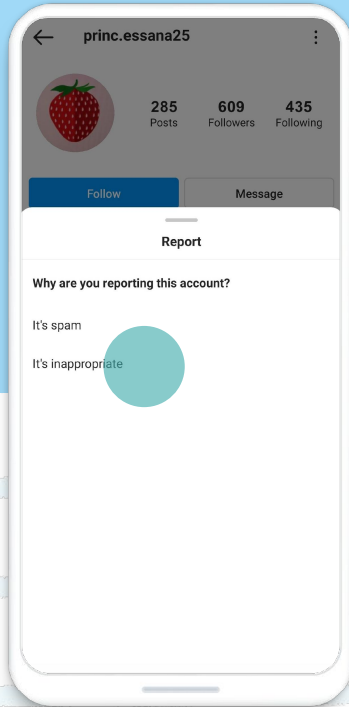 princ.essana25
285 609 435
Posts Followers Following
Follow Message
Report
Why are you reporting this account?
It's spam
It's inappropriate